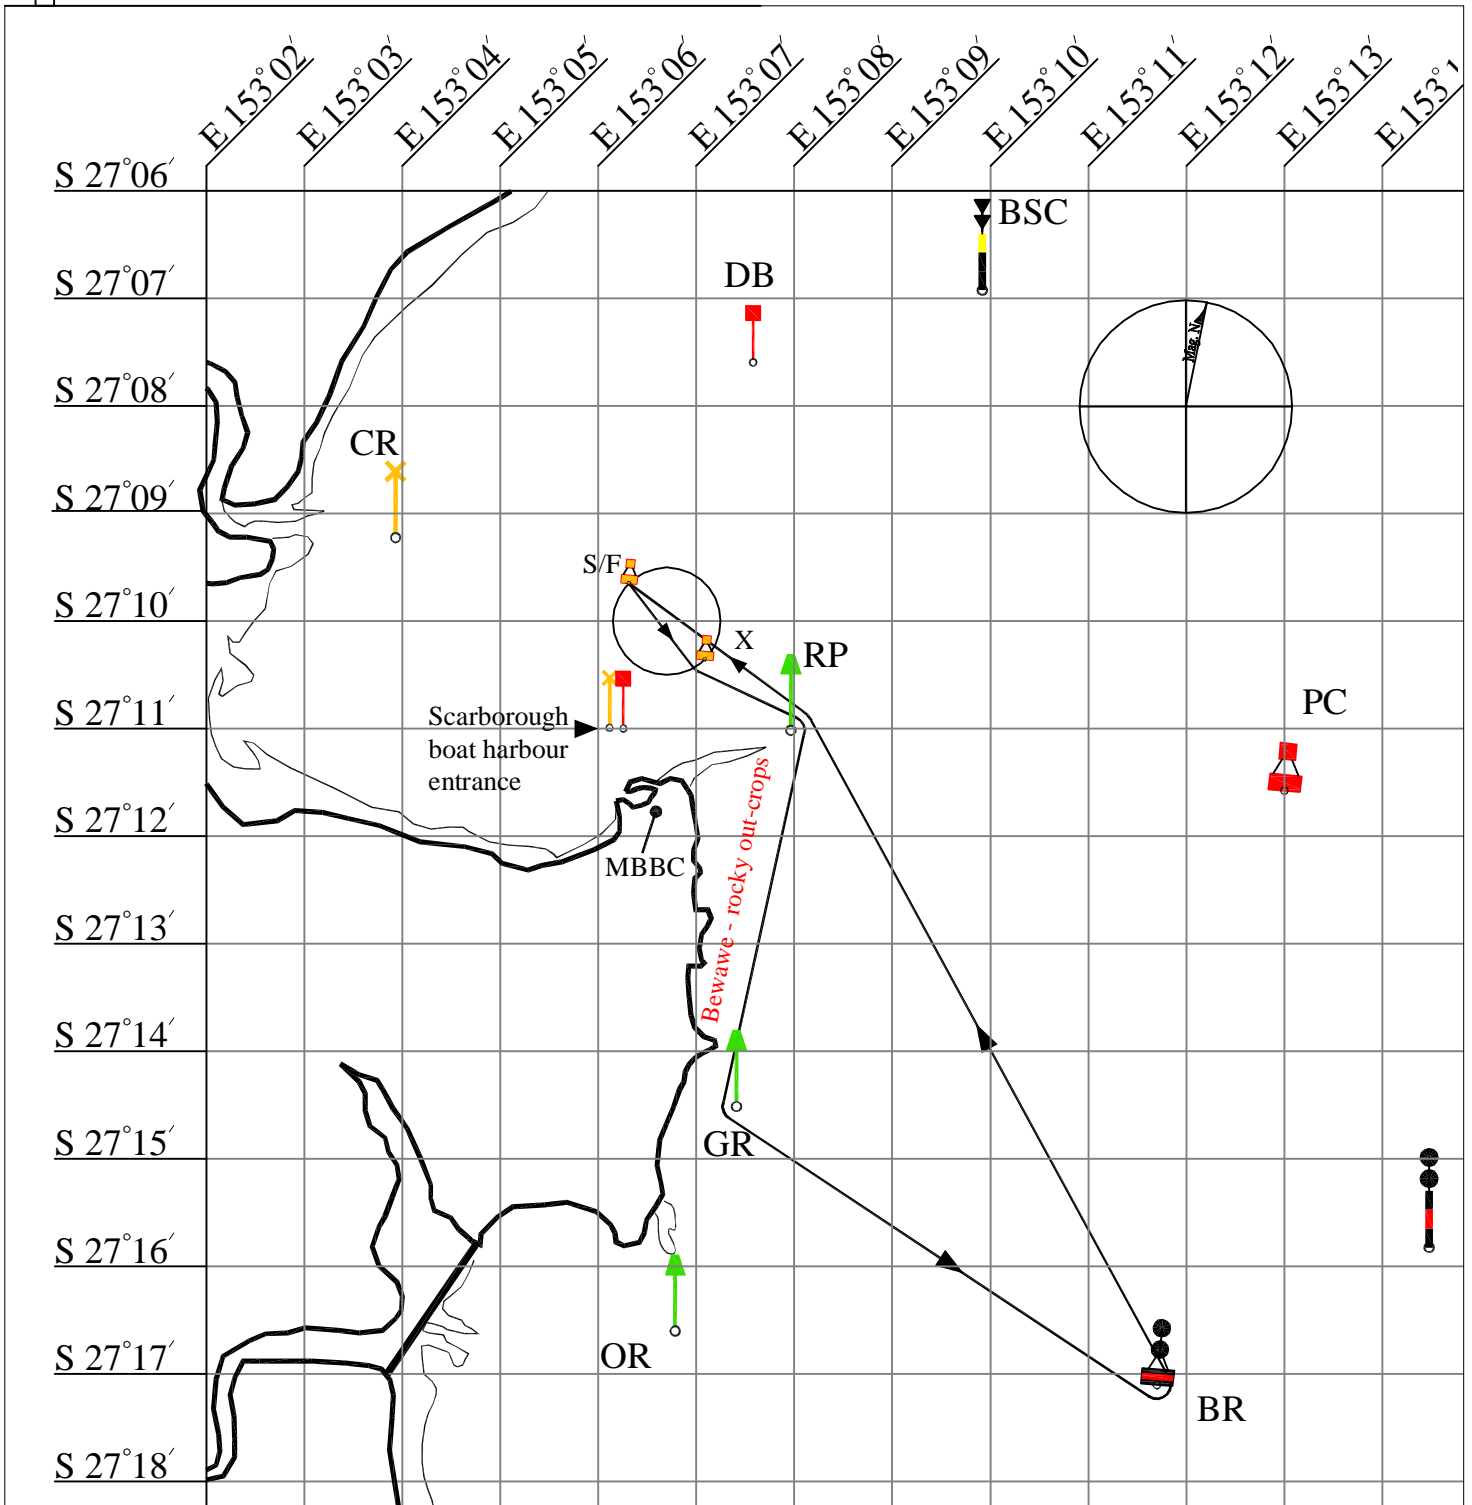 E 153°02′
E 153°03′
E 153°04′
E 153°05′
E 153°06′
E 153°07′
E 153°08′
E 153°09′
E 153°10′
E 153°11′
E 153°12′
E 153°13′
E 153°1
S 27°06′
BSC
S 27°07′
DB
Mag. N
S 27°08′
CR
S 27°09′
S/F
S 27°10′
X
RP
PC
S 27°11′
Scarborough
boat harbour
entrance
S 27°12′
MBBC
Bewawe - rocky out-crops
S 27°13′
S 27°14′
GR
S 27°15′
S 27°16′
OR
S 27°17′
BR
S 27°18′